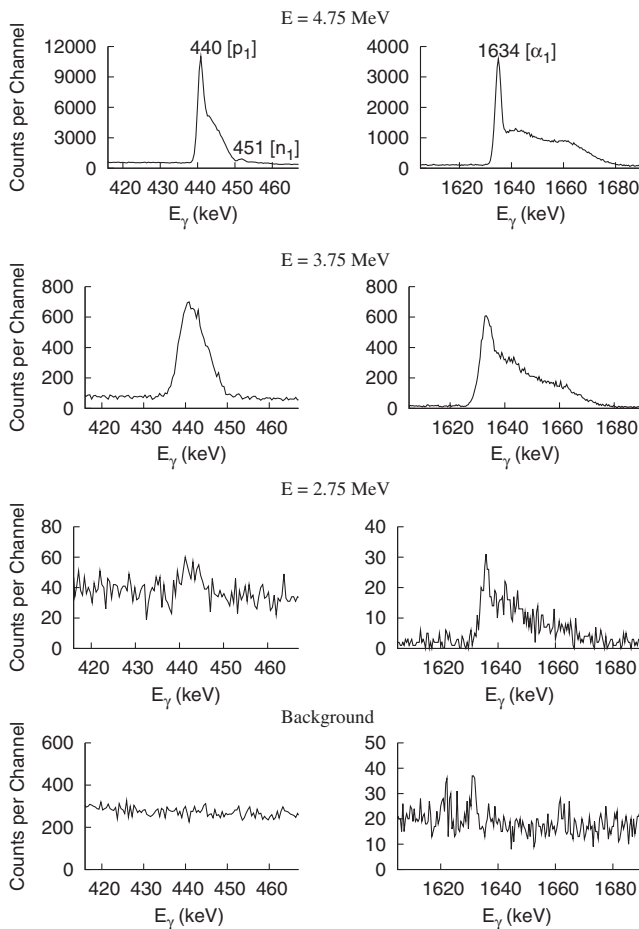 E = 4.75 MeV
Counts per Channel
12000
9000
6000
3000
0
440 [p1]
451 [n1]
420 430 440 450 460
Eγ (keV)
4000
3000
2000
1000
0
1634 [α1]
1620 1640 1660 1680
Eγ (keV)
E = 3.75 MeV
Counts per Channel
800
600
400
200
0
420 430 440 450 460
Eγ (keV)
800
600
400
200
0
1620 1640 1660 1680
Eγ (keV)
E = 2.75 MeV
Counts per Channel
80
60
40
20
0
420 430 440 450 460
Eγ (keV)
40
30
20
10
0
1620 1640 1660 1680
Eγ (keV)
Background
Counts per Channel
600
400
200
0
420 430 440 450 460
Eγ (keV)
50
40
30
20
10
0
1620 1640 1660 1680
Eγ (keV)